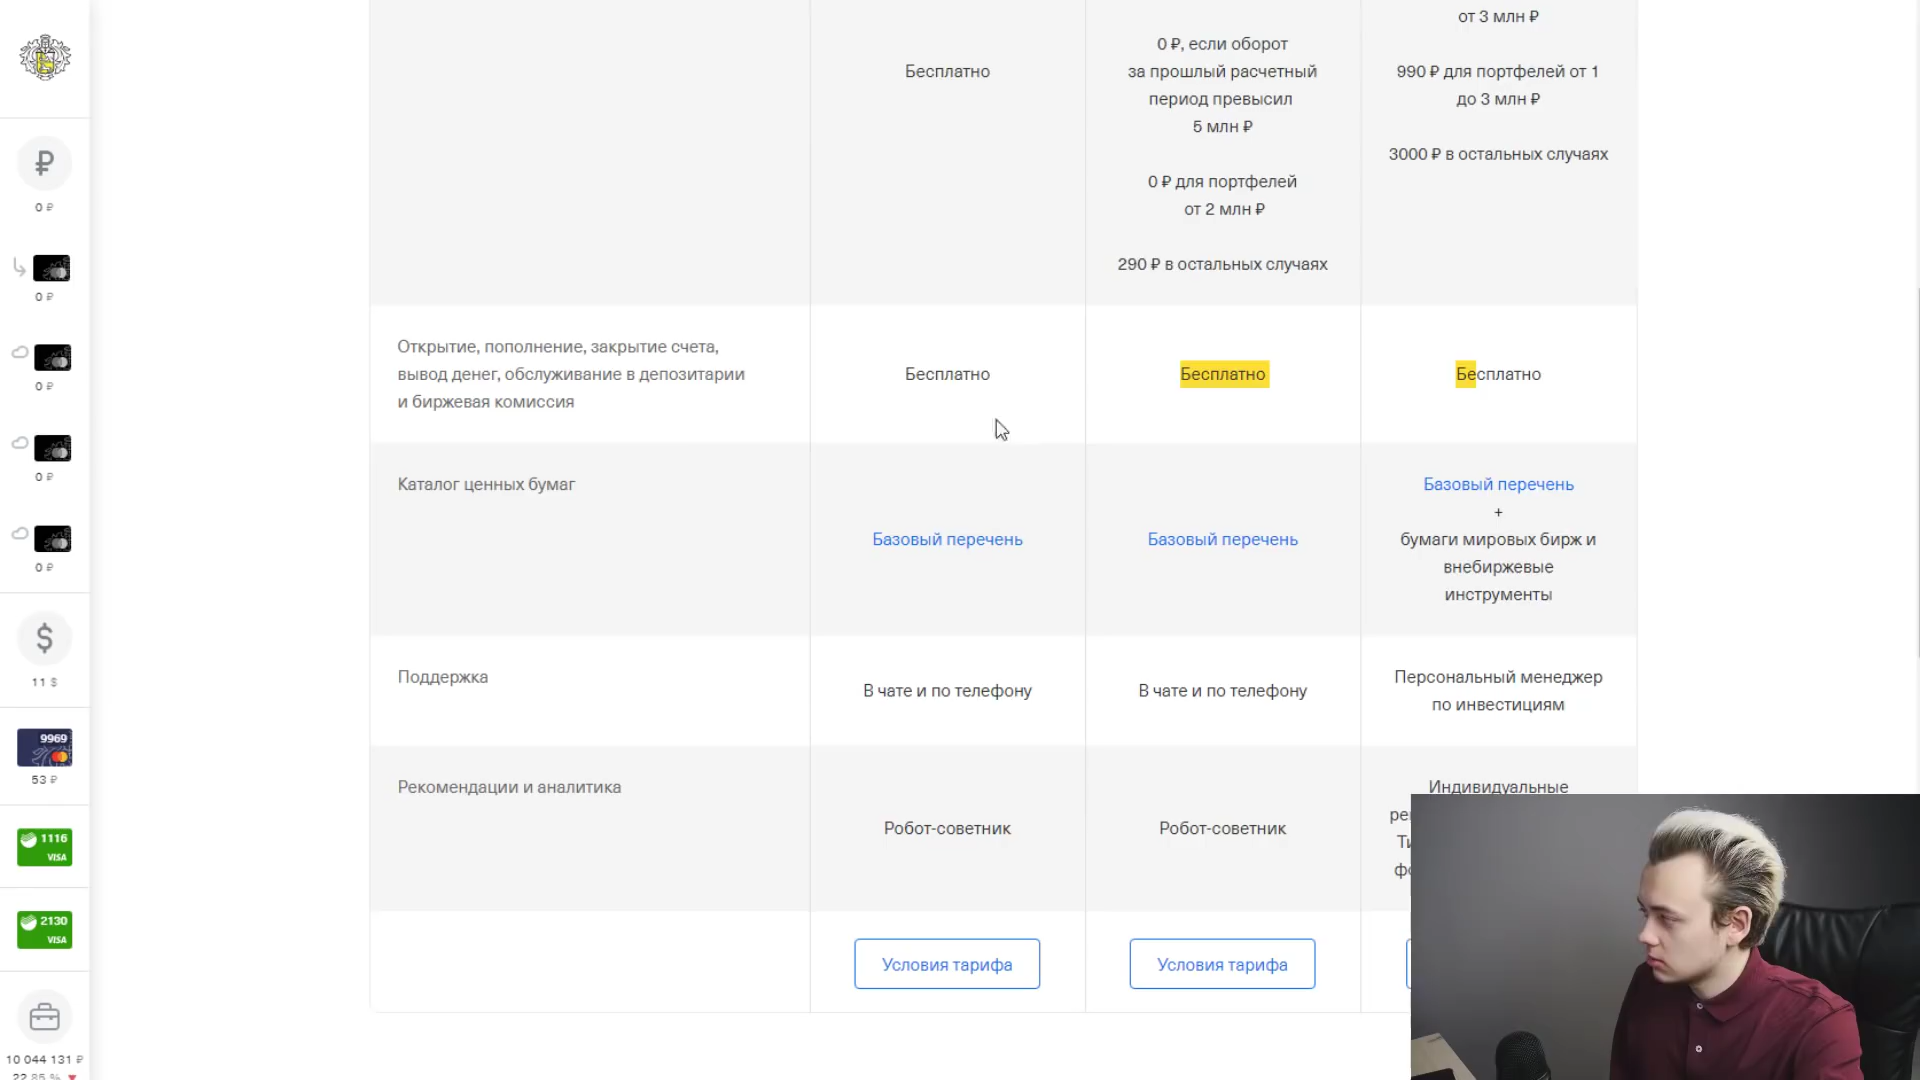 0 ₽
0 ₽
0 ₽
0 ₽
0 ₽
11 $
9969
53 ₽
1116
VISA
2130
VISA
10 044 131 ₽
22,85 %
Бесплатно
0 ₽, если оборот
за прошлый расчетный
период превысил
5 млн ₽
0 ₽ для портфелей
от 2 млн ₽
290 ₽ в остальных случаях
от 3 млн ₽
990 ₽ для портфелей от 1
до 3 млн ₽
3000 ₽ в остальных случаях
Открытие, пополнение, закрытие счета,
вывод денег, обслуживание в депозитарии
и биржевая комиссия
Бесплатно
Бесплатно
Бесплатно
Каталог ценных бумаг
Базовый перечень
Базовый перечень
Базовый перечень
+
бумаги мировых бирж и
внебиржевые
инструменты
Поддержка
В чате и по телефону
В чате и по телефону
Персональный менеджер
по инвестициям
Рекомендации и аналитика
Робот-советник
Робот-советник
Индивидуальные
Условия тарифа
Условия тарифа